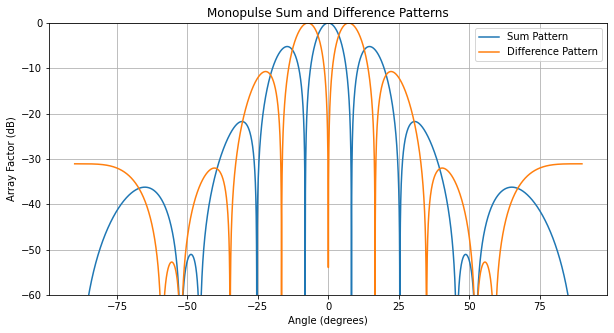 Monopulse Sum and Difference Patterns
Sum Pattern
Difference Pattern
Array Factor (dB)
0
−10
−20
−30
−40
−50
−60
−75
−50
−25
0
25
50
75
Angle (degrees)